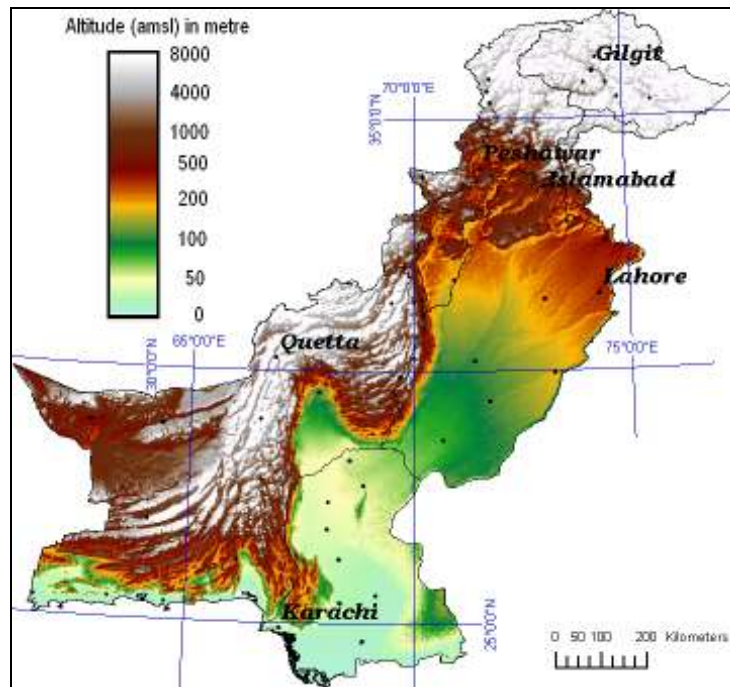 Altitude (amsl) in metre
8000
4000
1000
500
200
100
50
0
Gilgit
70°0'0"E
35°0'0"N
Peshawar
Islamabad
Lahore
65°0'0"E
Quetta
75°0'0"E
30°0'0"N
Karachi
25°0'0"N
0 50 100 200 Kilometers